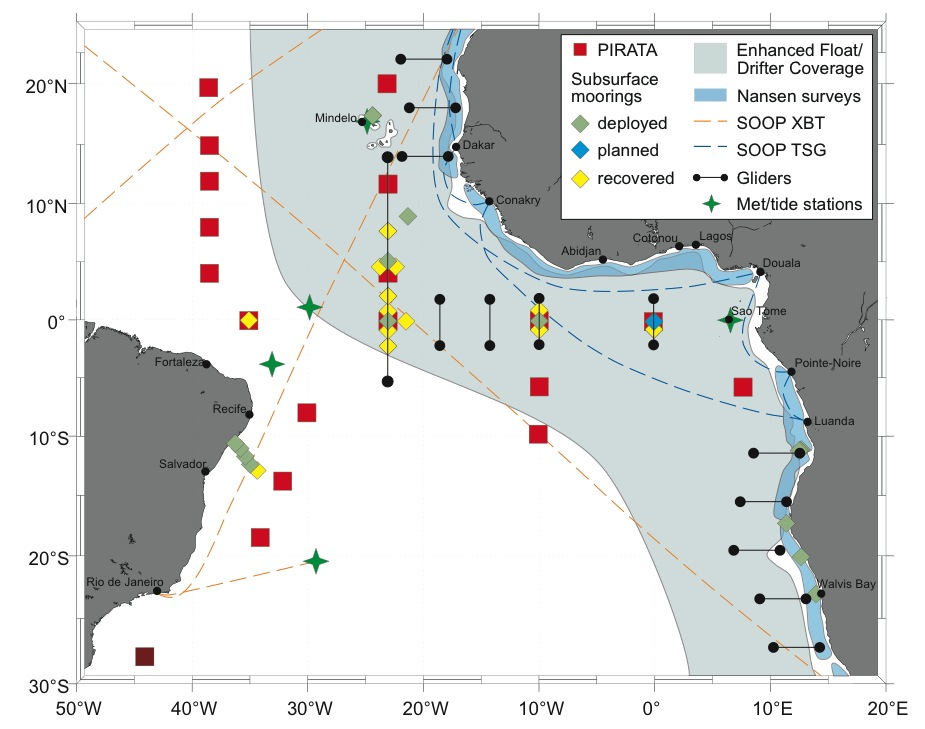 PIRATA
Subsurface
moorings
deployed
planned
recovered
Enhanced Float/
Drifter Coverage
Nansen surveys
SOOP XBT
SOOP TSG
Gliders
Met/tide stations
20°N
10°N
0°
10°S
20°S
30°S
Mindelo
Dakar
Conakry
Abidjan
Cotonou
Lagos
Douala
Sao Tome
Pointe-Noire
Luanda
Walvis Bay
Fortaleza
Recife
Salvador
Rio de Janeiro
50°W
40°W
30°W
20°W
10°W
0°
10°E
20°E